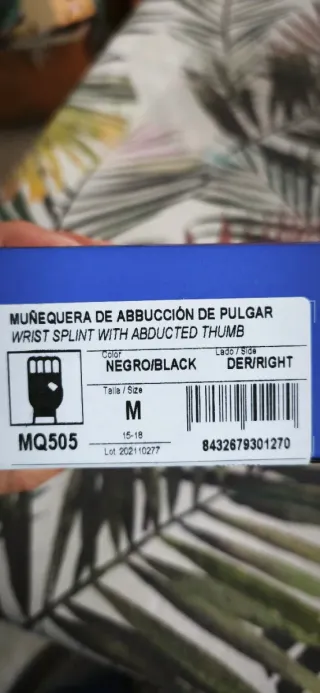 MUÑEQUERA DE ABBUCCIÓN DE PULGAR
WRIST SPLINT WITH ABDUCTED THUMB
Color
NEGRO/BLACK
Lado / Side
DER/RIGHT
Talla / Size
M
15-18
MQ505
Lot. 202110277
8432679301270